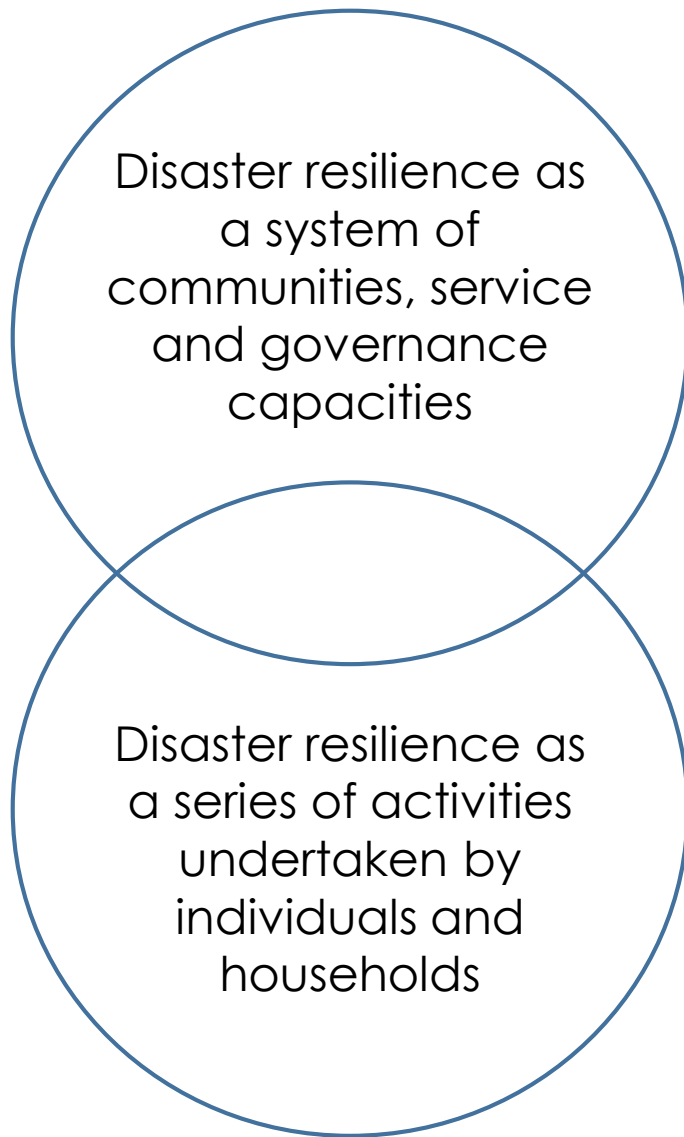 Disaster resilience as
a system of
communities, service
and governance
capacities
Disaster resilience as
a series of activities
undertaken by
individuals and
households